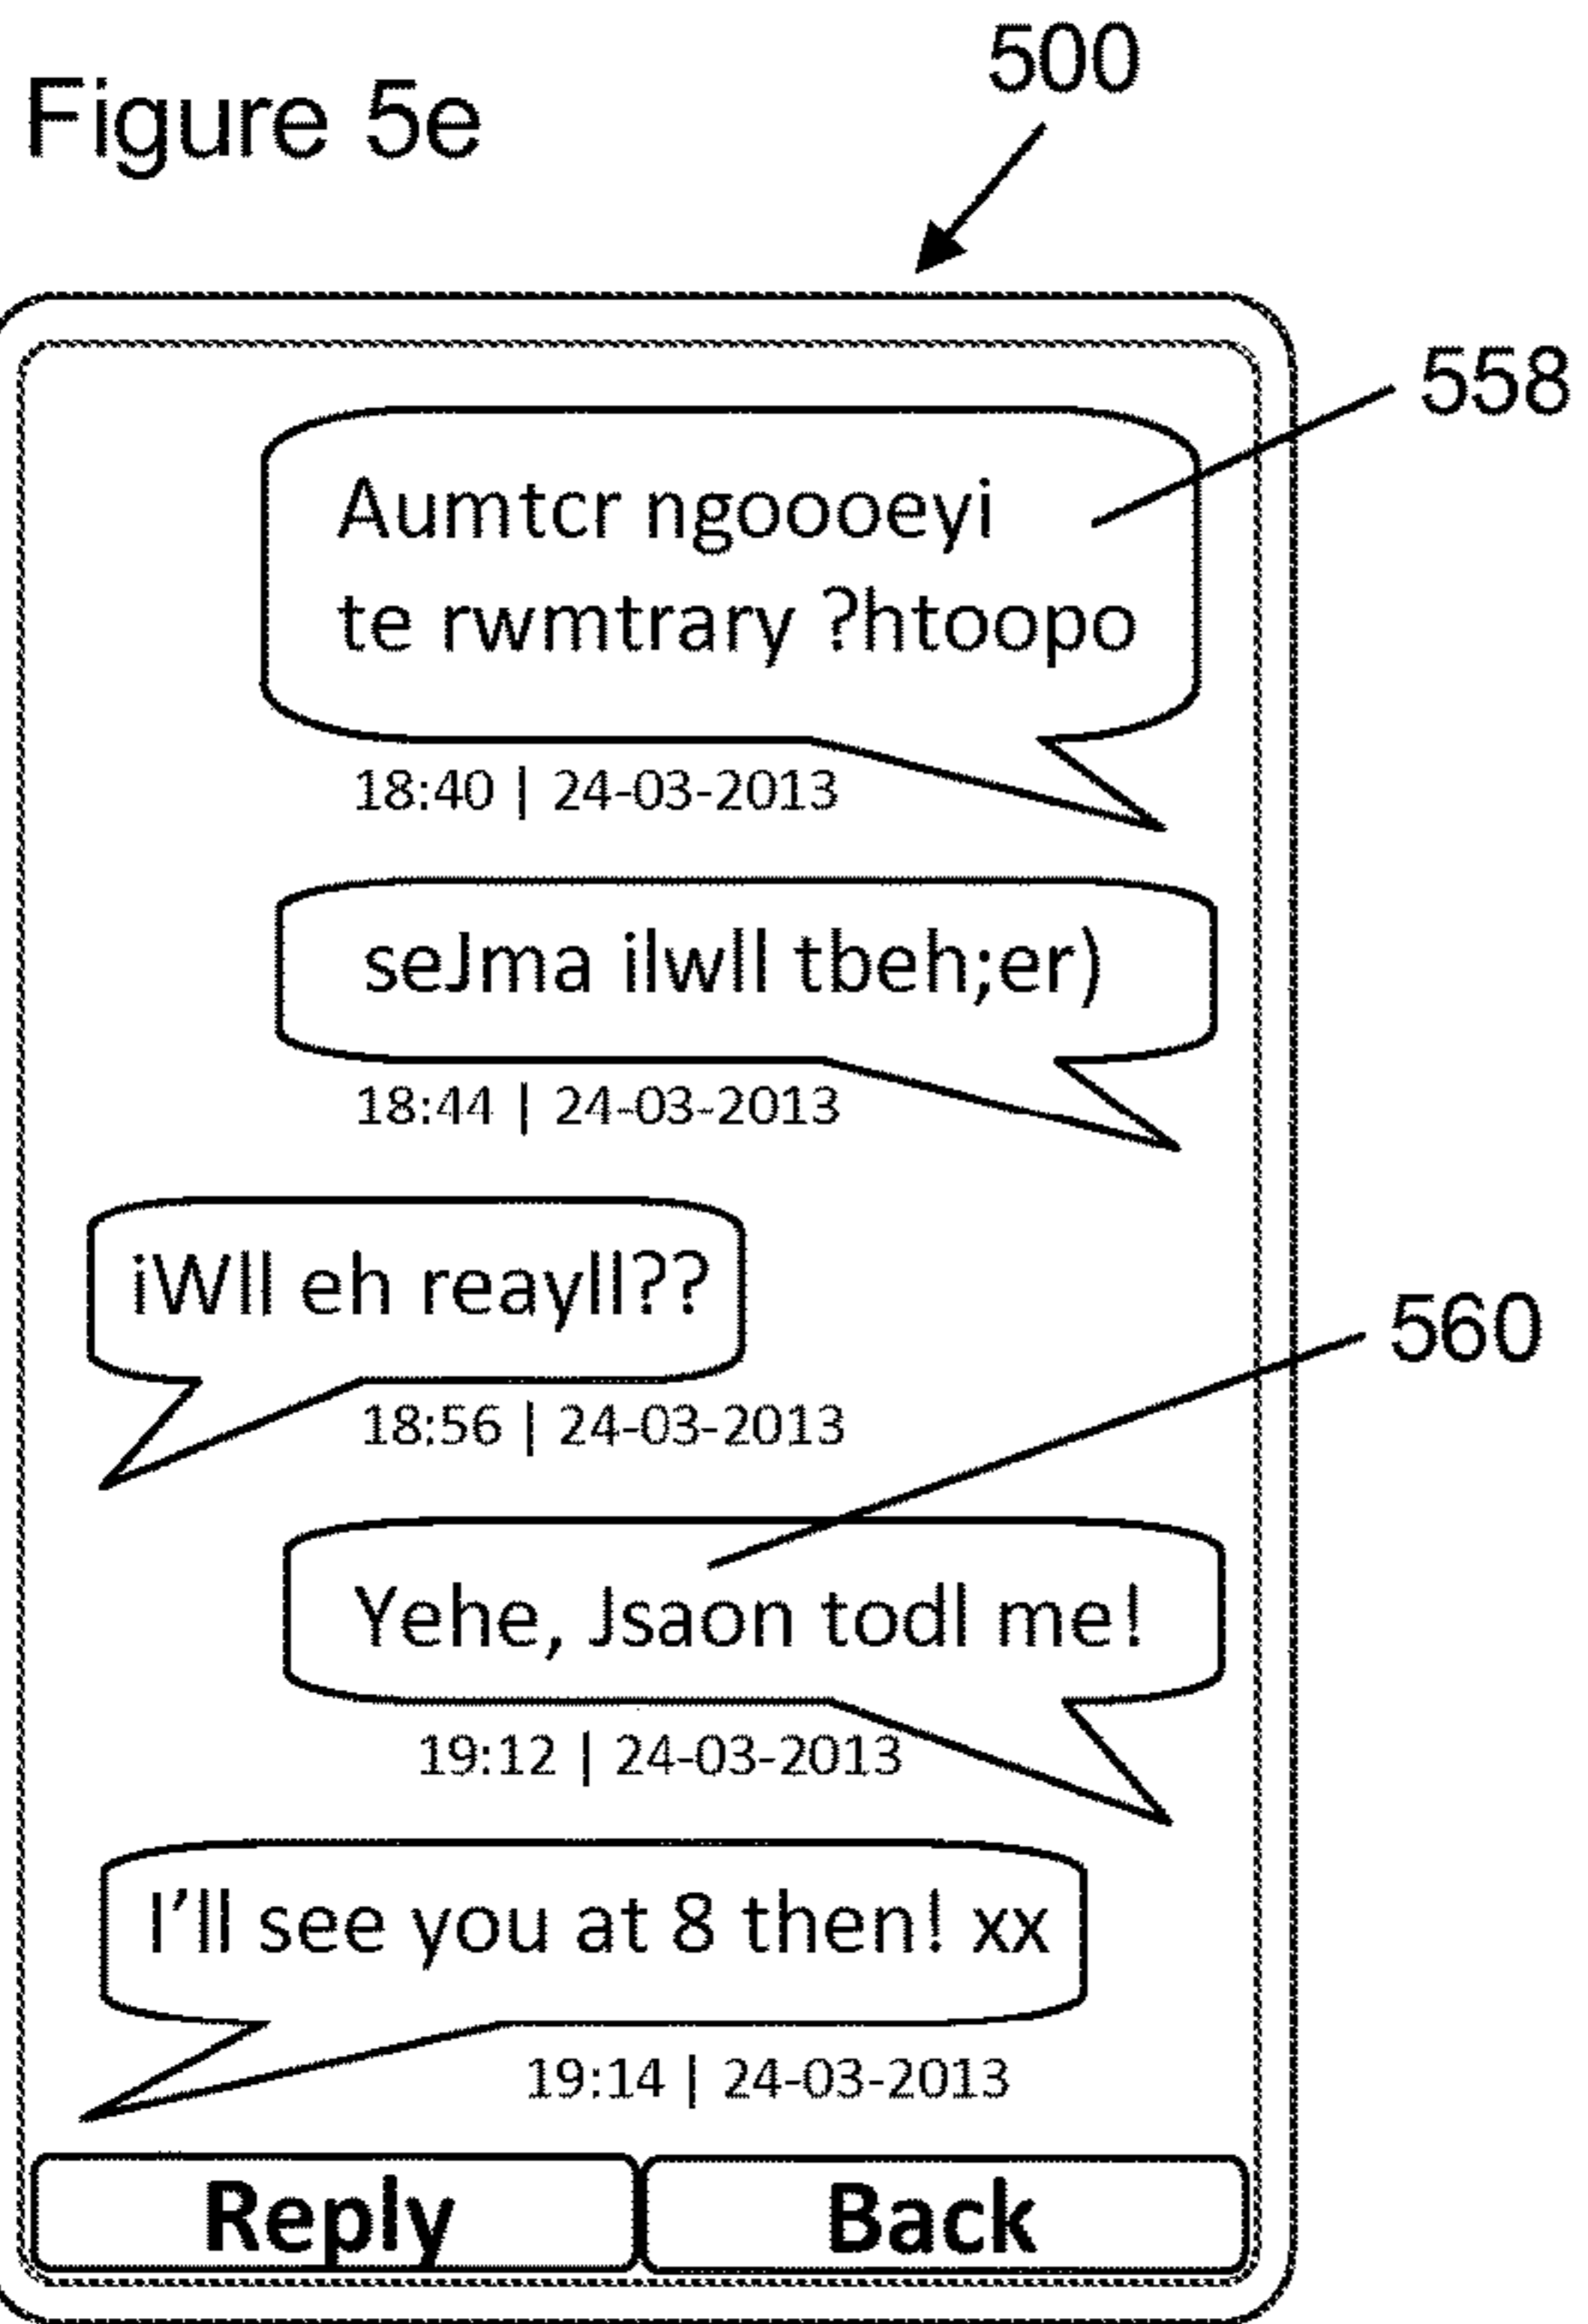 Figure 5e
500
558
Aumtcr ngoooeyi
te rwmtrary ?htoopo
18:40 | 24-03-2013
seJma ilwll tbeh;er)
18:44 | 24-03-2013
iWll eh reayll??
560
18:56 | 24-03-2013
Yehe, Jsaon todl me!
19:12 | 24-03-2013
I'll see you at 8 then! xx
19:14 | 24-03-2013
Reply
Back